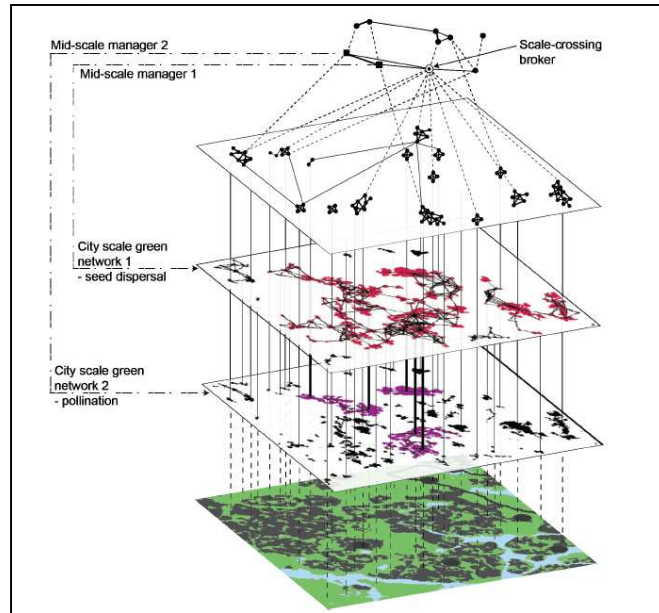 Mid-scale manager 2
Mid-scale manager 1
Scale-crossing
broker
City scale green
network 1
- seed dispersal
City scale green
network 2
- pollination